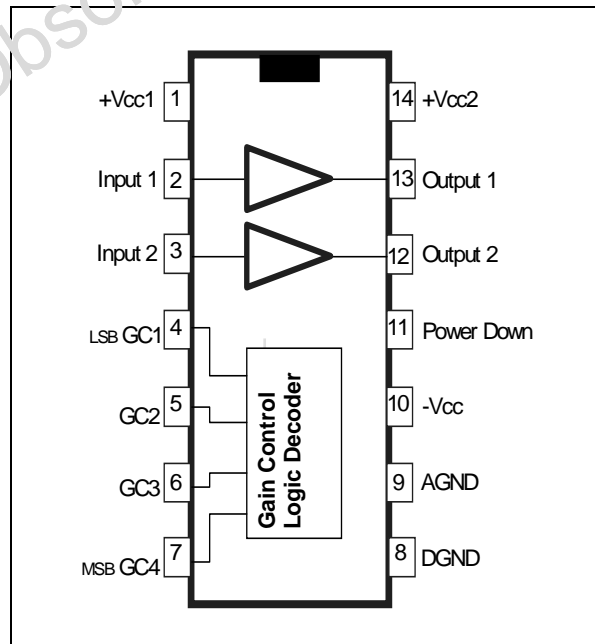 +Vcc1 1 14 +Vcc2
Input 1 2 13 Output 1
Input 2 3 12 Output 2
LSB GC1 4 11 Power Down
GC2 5 10 -Vcc
GC3 6 9 AGND
MSB GC4 7 8 DGND
Gain Control
Logic Decoder